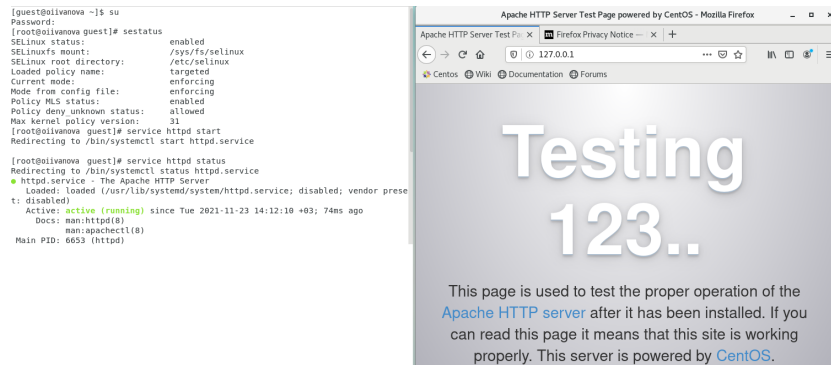 [guest@oiivanova ~]$ su
Password:
[root@oiivanova guest]# sestatus
SELinux status:                 enabled
SELinuxfs mount:                /sys/fs/selinux
SELinux root directory:         /etc/selinux
Loaded policy name:             targeted
Current mode:                   enforcing
Mode from config file:          enforcing
Policy MLS status:              enabled
Policy deny_unknown status:     allowed
Max kernel policy version:      31
[root@oiivanova guest]# service httpd start
Redirecting to /bin/systemctl start httpd.service
[root@oiivanova guest]# service httpd status
Redirecting to /bin/systemctl status httpd.service
● httpd.service - The Apache HTTP Server
Loaded: loaded (/usr/lib/systemd/system/httpd.service; disabled; vendor prese
t: disabled)
Active: active (running) since Tue 2021-11-23 14:12:10 +03; 74ms ago
Docs: man:httpd(8)
man:apachectl(8)
Main PID: 6653 (httpd)
Apache HTTP Server Test Page powered by CentOS - Mozilla Firefox
Apache HTTP Server Test Pa
Firefox Privacy Notice —
127.0.0.1
Centos Wiki Documentation Forums
Testing
123..
This page is used to test the proper operation of the
Apache HTTP server after it has been installed. If you
can read this page it means that this site is working
properly. This server is powered by CentOS.